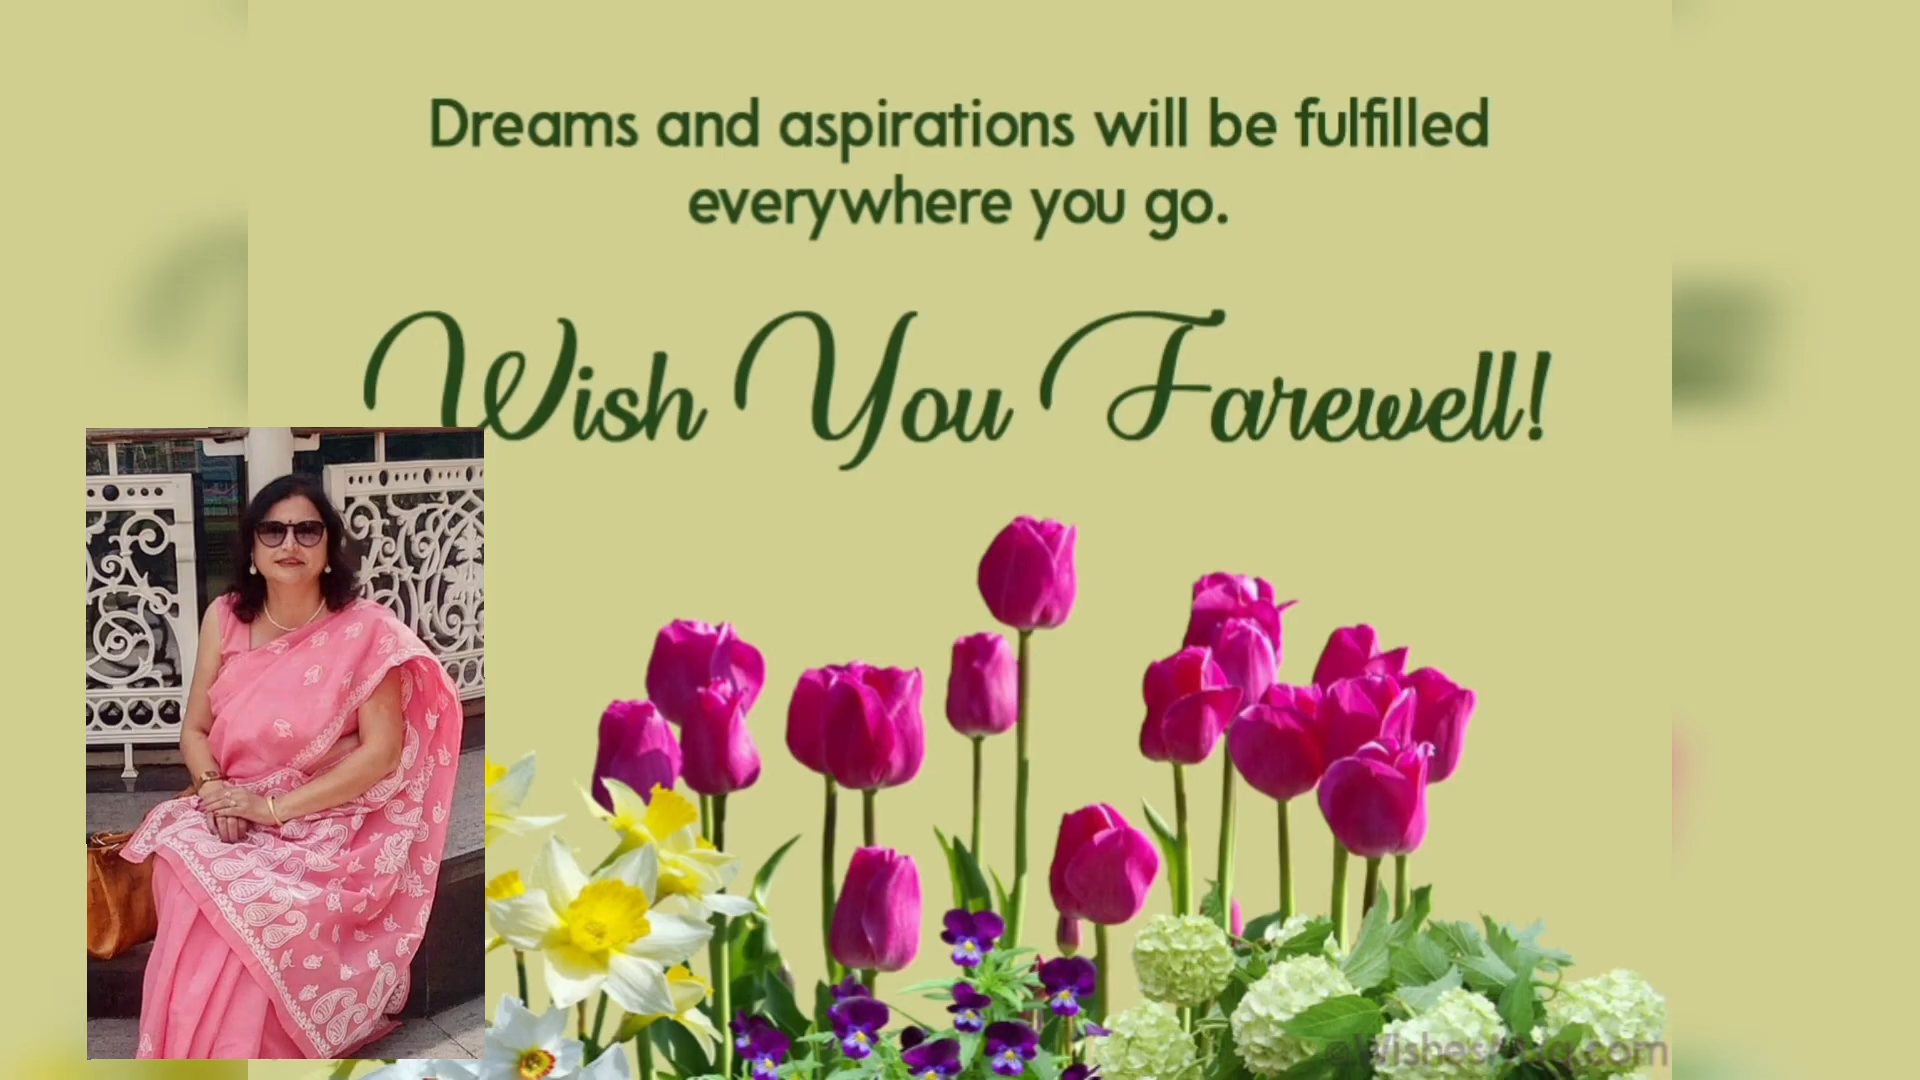 Dreams and aspirations will be fulfilled
everywhere you go.
Wish You Farewell!